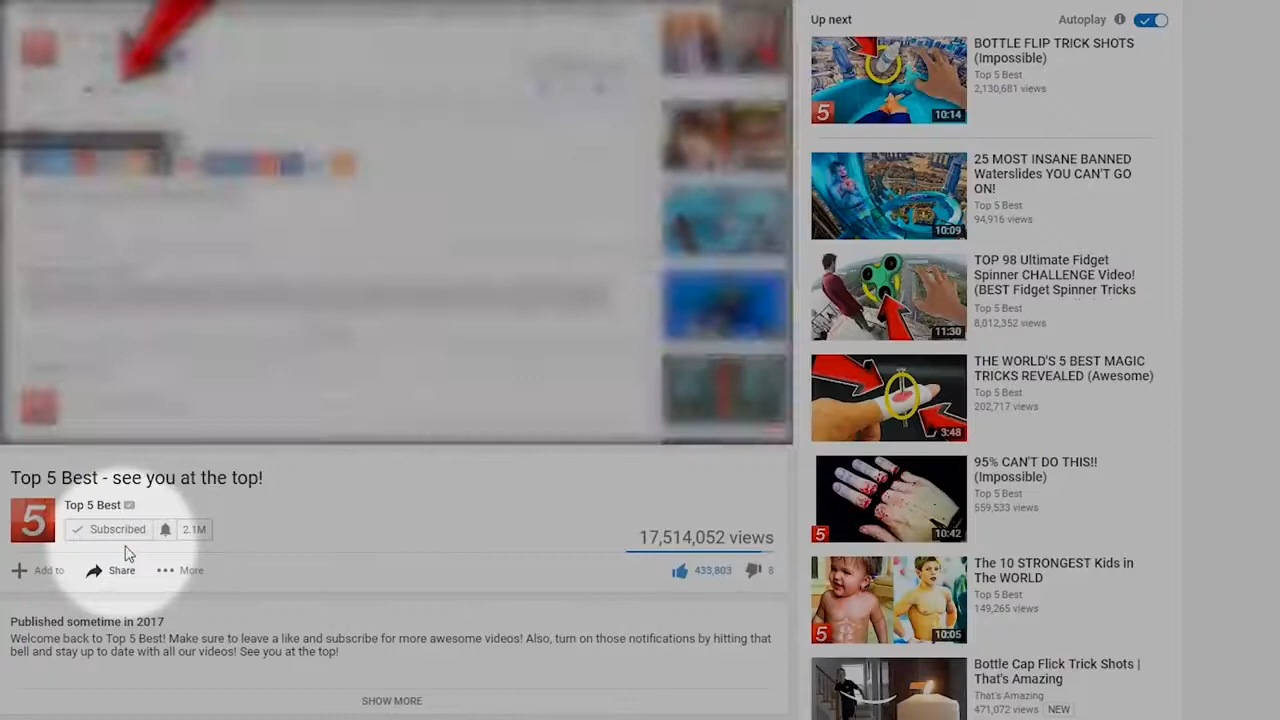 Up next
Autoplay
BOTTLE FLIP TRICK SHOTS
(Impossible)
Top 5 Best
2,130,681 views
5
10:14
25 MOST INSANE BANNED
Waterslides YOU CAN'T GO
ON!
Top 5 Best
94,916 views
10:09
TOP 98 Ultimate Fidget
Spinner CHALLENGE Video!
(BEST Fidget Spinner Tricks
Top 5 Best
8,012,352 views
11:30
THE WORLD'S 5 BEST MAGIC
TRICKS REVEALED (Awesome)
Top 5 Best
202,717 views
3:48
95% CAN'T DO THIS!!
(Impossible)
Top 5 Best
559,533 views
5
10:42
The 10 STRONGEST Kids in
The WORLD
Top 5 Best
149,265 views
5
10:05
Bottle Cap Flick Trick Shots |
That's Amazing
That's Amazing
471,072 views NEW
Top 5 Best - see you at the top!
5
Top 5 Best
Subscribed 2.1M
17,514,052 views
Add to Share More
433,803 8
Published sometime in 2017
Welcome back to Top 5 Best! Make sure to leave a like and subscribe for more awesome videos! Also, turn on those notifications by hitting that
bell and stay up to date with all our videos! See you at the top!
SHOW MORE